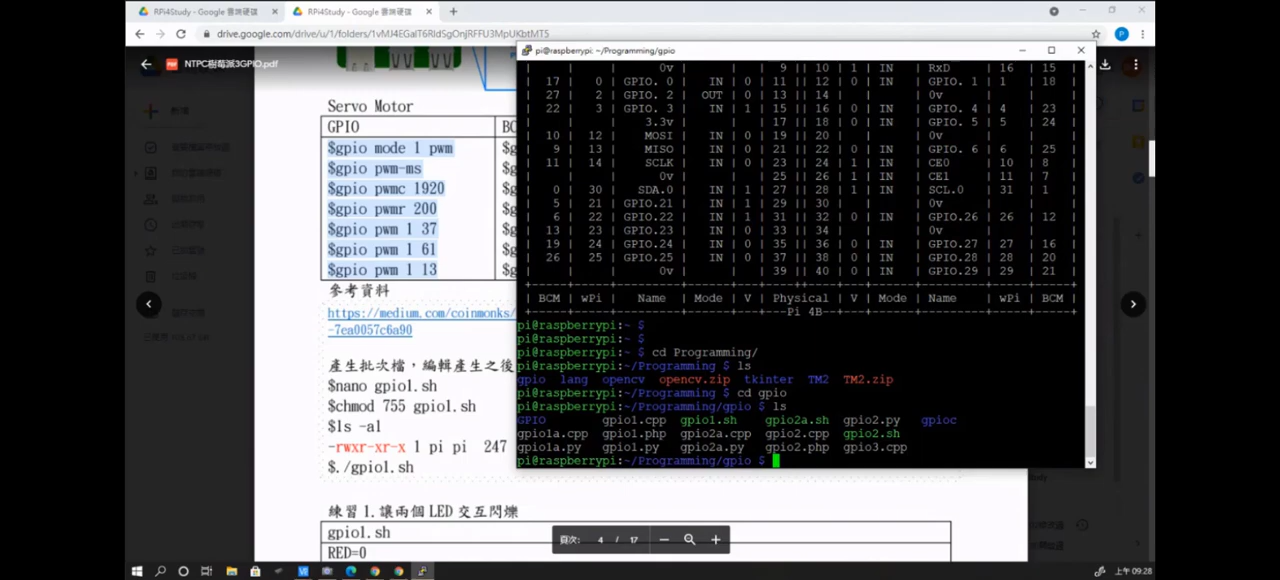 RPi4Study - Google 雲端硬碟
RPi4Study - Google 雲端硬碟
drive.google.com/drive/u/1/folders/1vMJ4EGaIT6RIdSgOnjRFFU3MpUKbtMT5
NTPC樹莓派3GPIO.pdf
Servo Motor
GPIO
$gpio mode 1 pwm
$gpio pwm-ms
$gpio pwmc 1920
$gpio pwmr 200
$gpio pwm 1 37
$gpio pwm 1 61
$gpio pwm 1 13
參考資料
https://medium.com/coinmonks/
-7ea0057c6a90
產生批次檔，編輯產生之後
$nano gpio1.sh
$chmod 755 gpio1.sh
$ls -al
-rwxr-xr-x 1 pi pi 247
$./gpio1.sh
練習 1.讓兩個 LED 交互閃爍
gpio1.sh
RED=0
頁次: 4 / 17
pi@raspberrypi: ~/Programming/gpio
| | | 0v | | | 9 || 10 | 1 | IN | RxD | 16 | 15 |
| 17 | 0 | GPIO. 0 | IN | 0 | 11 || 12 | 0 | IN | GPIO. 1 | 1 | 18 |
| 27 | 2 | GPIO. 2 | OUT | 0 | 13 || 14 | | | 0v | | |
| 22 | 3 | GPIO. 3 | IN | 1 | 15 || 16 | 0 | IN | GPIO. 4 | 4 | 23 |
| | | 3.3v | | | 17 || 18 | 0 | IN | GPIO. 5 | 5 | 24 |
| 10 | 12 | MOSI | IN | 0 | 19 || 20 | | | 0v | | |
| 9 | 13 | MISO | IN | 0 | 21 || 22 | 0 | IN | GPIO. 6 | 6 | 25 |
| 11 | 14 | SCLK | IN | 0 | 23 || 24 | 1 | IN | CE0 | 10 | 8 |
| | | 0v | | | 25 || 26 | 1 | IN | CE1 | 11 | 7 |
| 0 | 30 | SDA.0 | IN | 1 | 27 || 28 | 1 | IN | SCL.0 | 31 | 1 |
| 5 | 21 | GPIO.21 | IN | 1 | 29 || 30 | | | 0v | | |
| 6 | 22 | GPIO.22 | IN | 1 | 31 || 32 | 0 | IN | GPIO.26 | 26 | 12 |
| 13 | 23 | GPIO.23 | IN | 0 | 33 || 34 | | | 0v | | |
| 19 | 24 | GPIO.24 | IN | 0 | 35 || 36 | 0 | IN | GPIO.27 | 27 | 16 |
| 26 | 25 | GPIO.25 | IN | 0 | 37 || 38 | 0 | IN | GPIO.28 | 28 | 20 |
| | | 0v | | | 39 || 40 | 0 | IN | GPIO.29 | 29 | 21 |
| BCM | wPi | Name | Mode | V | Physical | V | Mode | Name | wPi | BCM |
Pi 4B
pi@raspberrypi:~ $
pi@raspberrypi:~ $
pi@raspberrypi:~ $ cd Programming/
pi@raspberrypi:~/Programming $ ls
gpio lang opencv opencv.zip tkinter TM2 TM2.zip
pi@raspberrypi:~/Programming $ cd gpio
pi@raspberrypi:~/Programming/gpio $ ls
GPIO gpio1.cpp gpio1.sh gpio2a.sh gpio2.py gpioc
gpio1a.cpp gpio1.php gpio2a.cpp gpio2.cpp gpio2.sh
gpio1a.py gpio1.py gpio2a.py gpio2.php gpio3.cpp
pi@raspberrypi:~/Programming/gpio $
上午 09:28